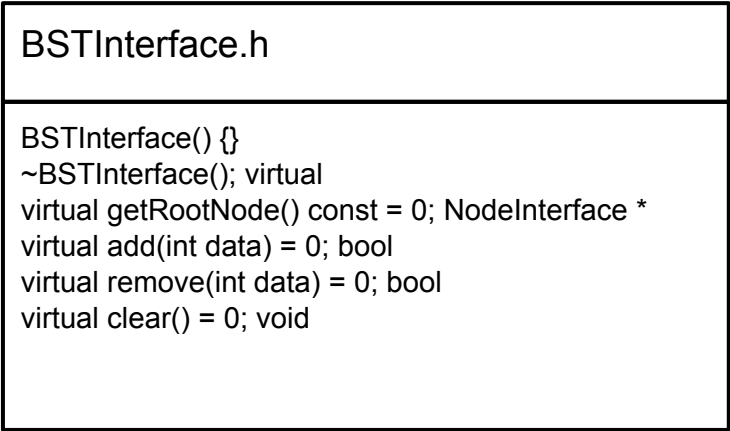 BSTInterface.h
BSTInterface() {}
~BSTInterface(); virtual
virtual getRootNode() const = 0; NodeInterface *
virtual add(int data) = 0; bool
virtual remove(int data) = 0; bool
virtual clear() = 0; void